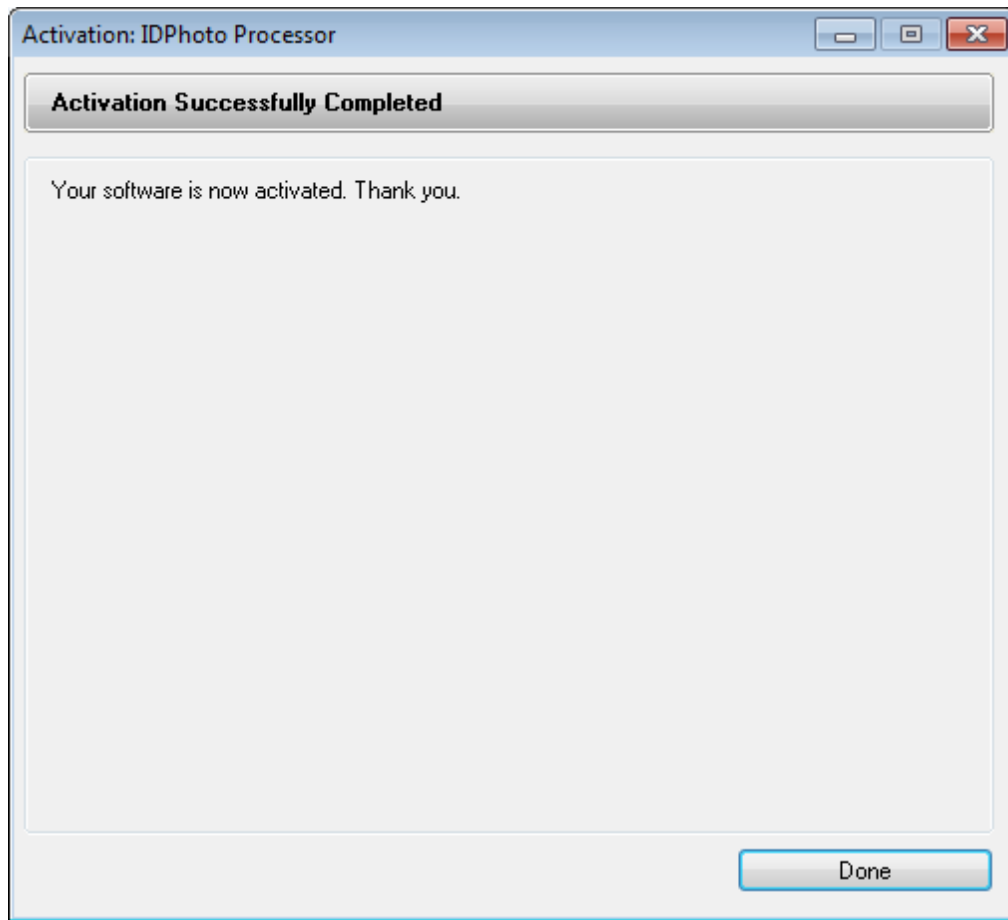 Activation: IDPhoto Processor
Activation Successfully Completed
Your software is now activated. Thank you.
Done